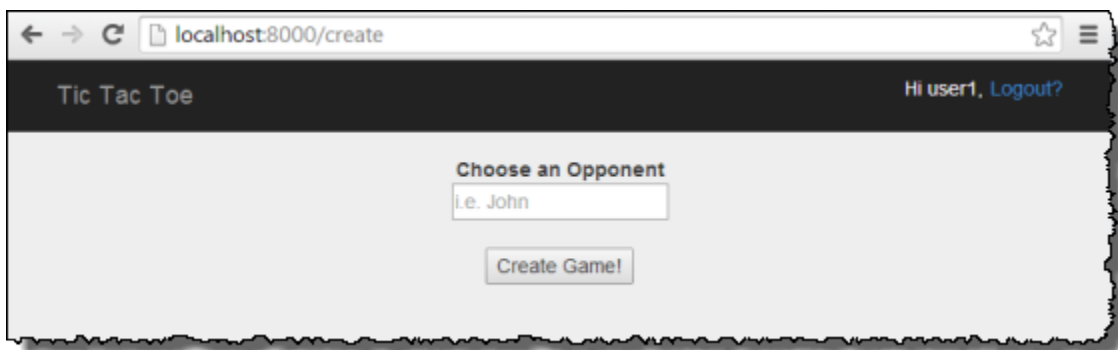 localhost:8000/create
Tic Tac Toe
Hi user1, Logout?
Choose an Opponent
i.e. John
Create Game!